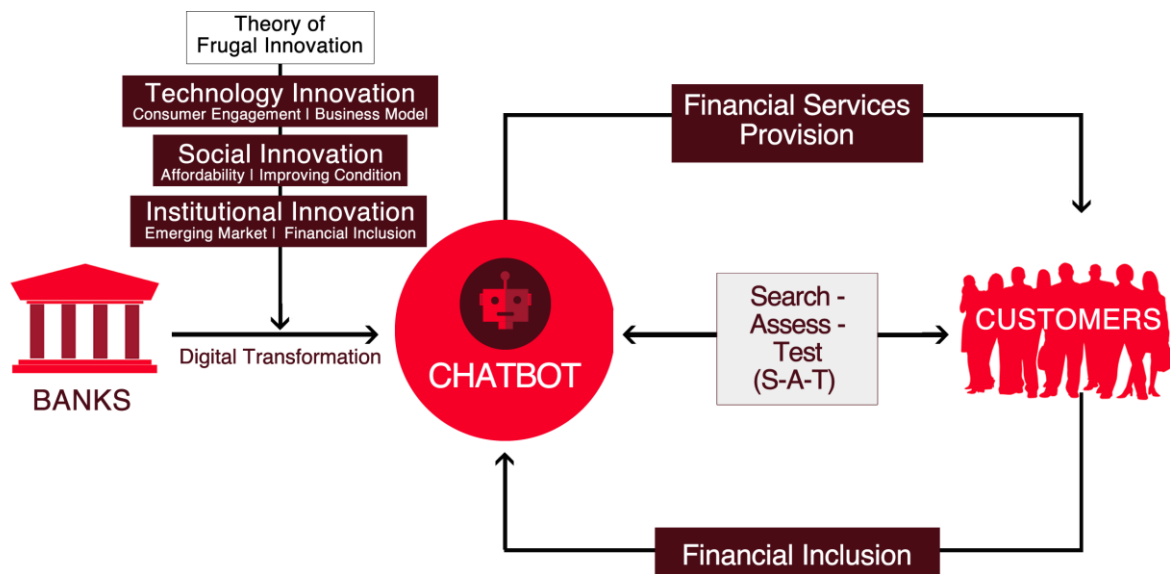 Theory of
Frugal Innovation
Technology Innovation
Consumer Engagement | Business Model
Social Innovation
Affordability | Improving Condition
Institutional Innovation
Emerging Market | Financial Inclusion
Financial Services
Provision
BANKS
Digital Transformation
CHATBOT
Search -
Assess -
Test
(S-A-T)
CUSTOMERS
Financial Inclusion